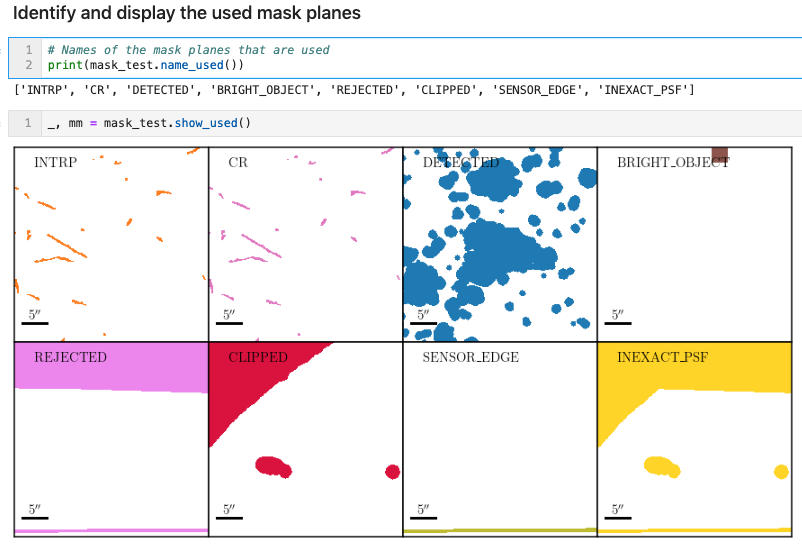 Identify and display the used mask planes
1 # Names of the mask planes that are used
2 print(mask_test.name_used())
['INTRP', 'CR', 'DETECTED', 'BRIGHT_OBJECT', 'REJECTED', 'CLIPPED', 'SENSOR_EDGE', 'INEXACT_PSF']
1 _, mm = mask_test.show_used()
INTRP CR DETECTED BRIGHT_OBJECT
5″ 5″ 5″ 5″
REJECTED CLIPPED SENSOR_EDGE INEXACT_PSF
5″ 5″ 5″ 5″